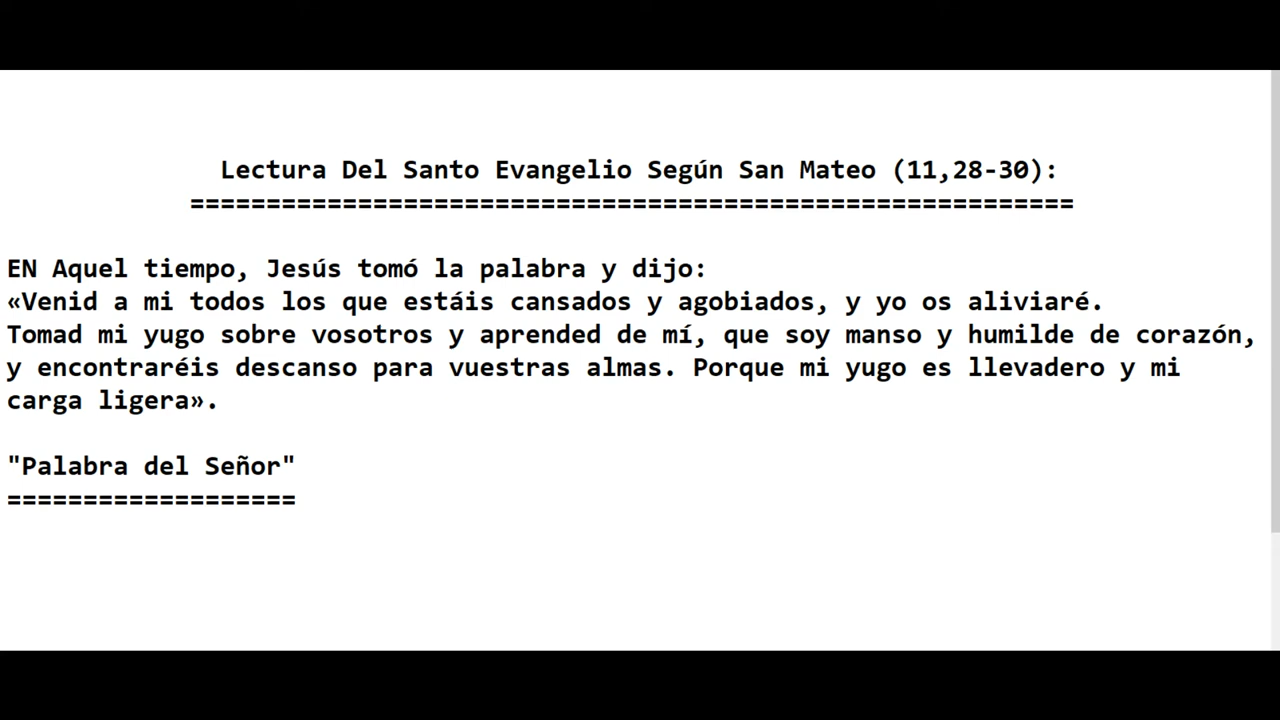 Lectura Del Santo Evangelio Según San Mateo (11,28-30):
==========================================================
EN Aquel tiempo, Jesús tomó la palabra y dijo:
«Venid a mi todos los que estáis cansados y agobiados, y yo os aliviaré.
Tomad mi yugo sobre vosotros y aprended de mí, que soy manso y humilde de corazón,
y encontraréis descanso para vuestras almas. Porque mi yugo es llevadero y mi
carga ligera».
"Palabra del Señor"
===================